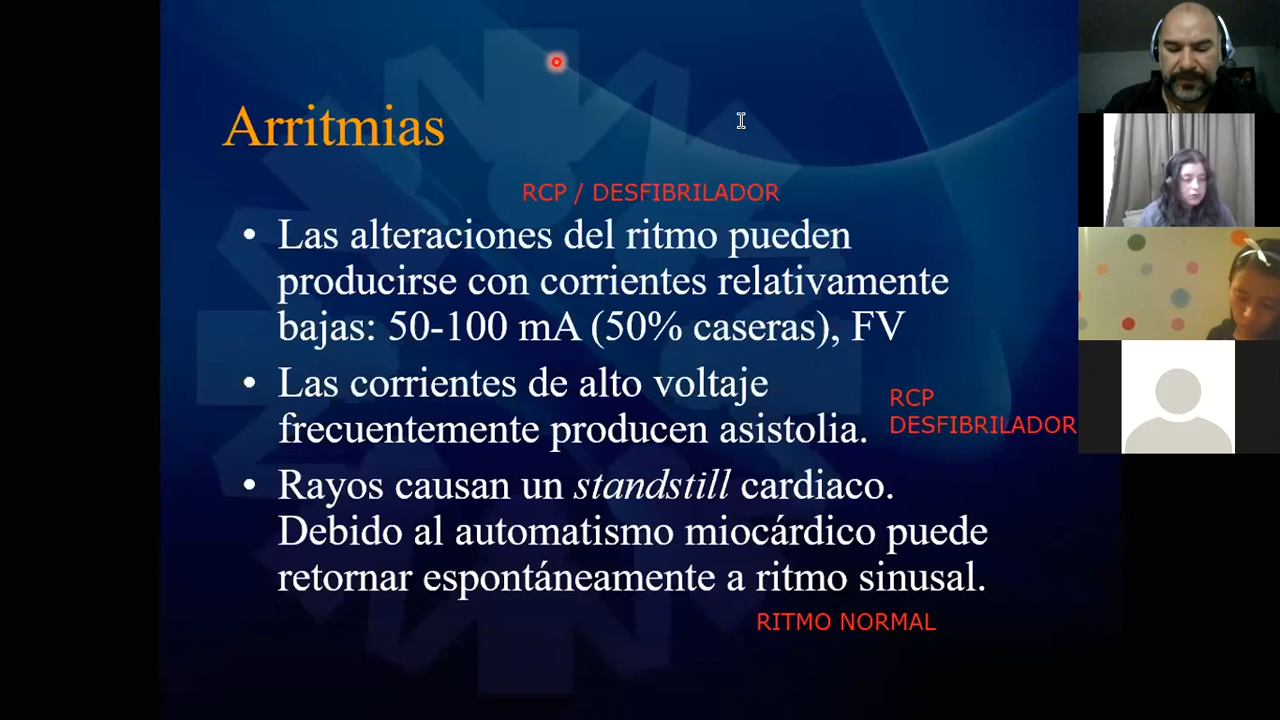 Arritmias
RCP / DESFIBRILADOR
• Las alteraciones del ritmo pueden
producirse con corrientes relativamente
bajas: 50-100 mA (50% caseras), FV
• Las corrientes de alto voltaje
frecuentemente producen asistolia.
RCP
DESFIBRILADOR
• Rayos causan un standstill cardiaco.
Debido al automatismo miocárdico puede
retornar espontáneamente a ritmo sinusal.
RITMO NORMAL